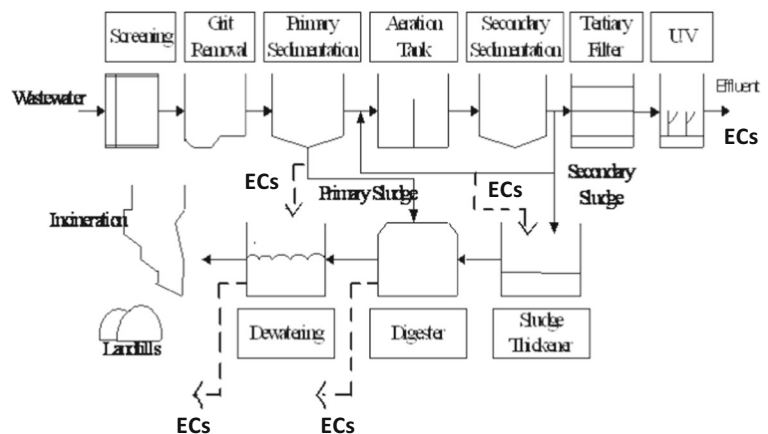 Screening
Grit
Removal
Primary
Sedimentation
Aeration
Tank
Secondary
Sedimentation
Tertiary
Filter
UV
Wastewater
Effluent
ECs
ECs
Primary Sludge
ECs
Secondary
Sludge
Incineration
Landfills
Dewatering
Digester
Sludge
Thickener
ECs
ECs